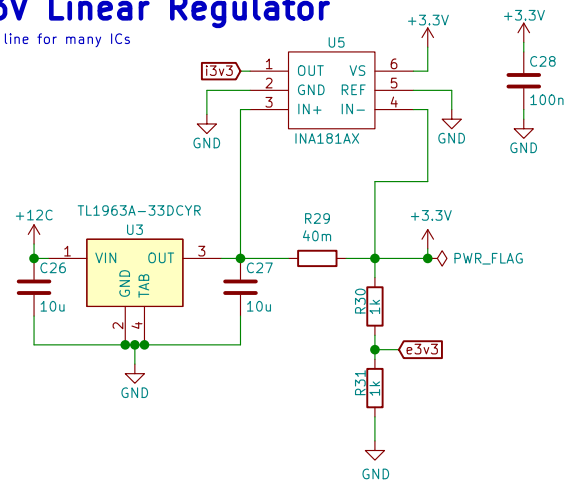 3V Linear Regulator
line for many ICs
+3.3V
+3.3V
U5
i3v3
1
OUT
VS
6
2
GND
REF
5
3
IN+
IN-
4
INA181AX
GND
GND
C28
100n
GND
TL1963A-33DCYR
U3
+12C
1
VIN
OUT
3
GND
TAB
2
4
C26
10u
C27
10u
GND
R29
40m
+3.3V
PWR_FLAG
R30
1k
e3v3
R31
1k
GND